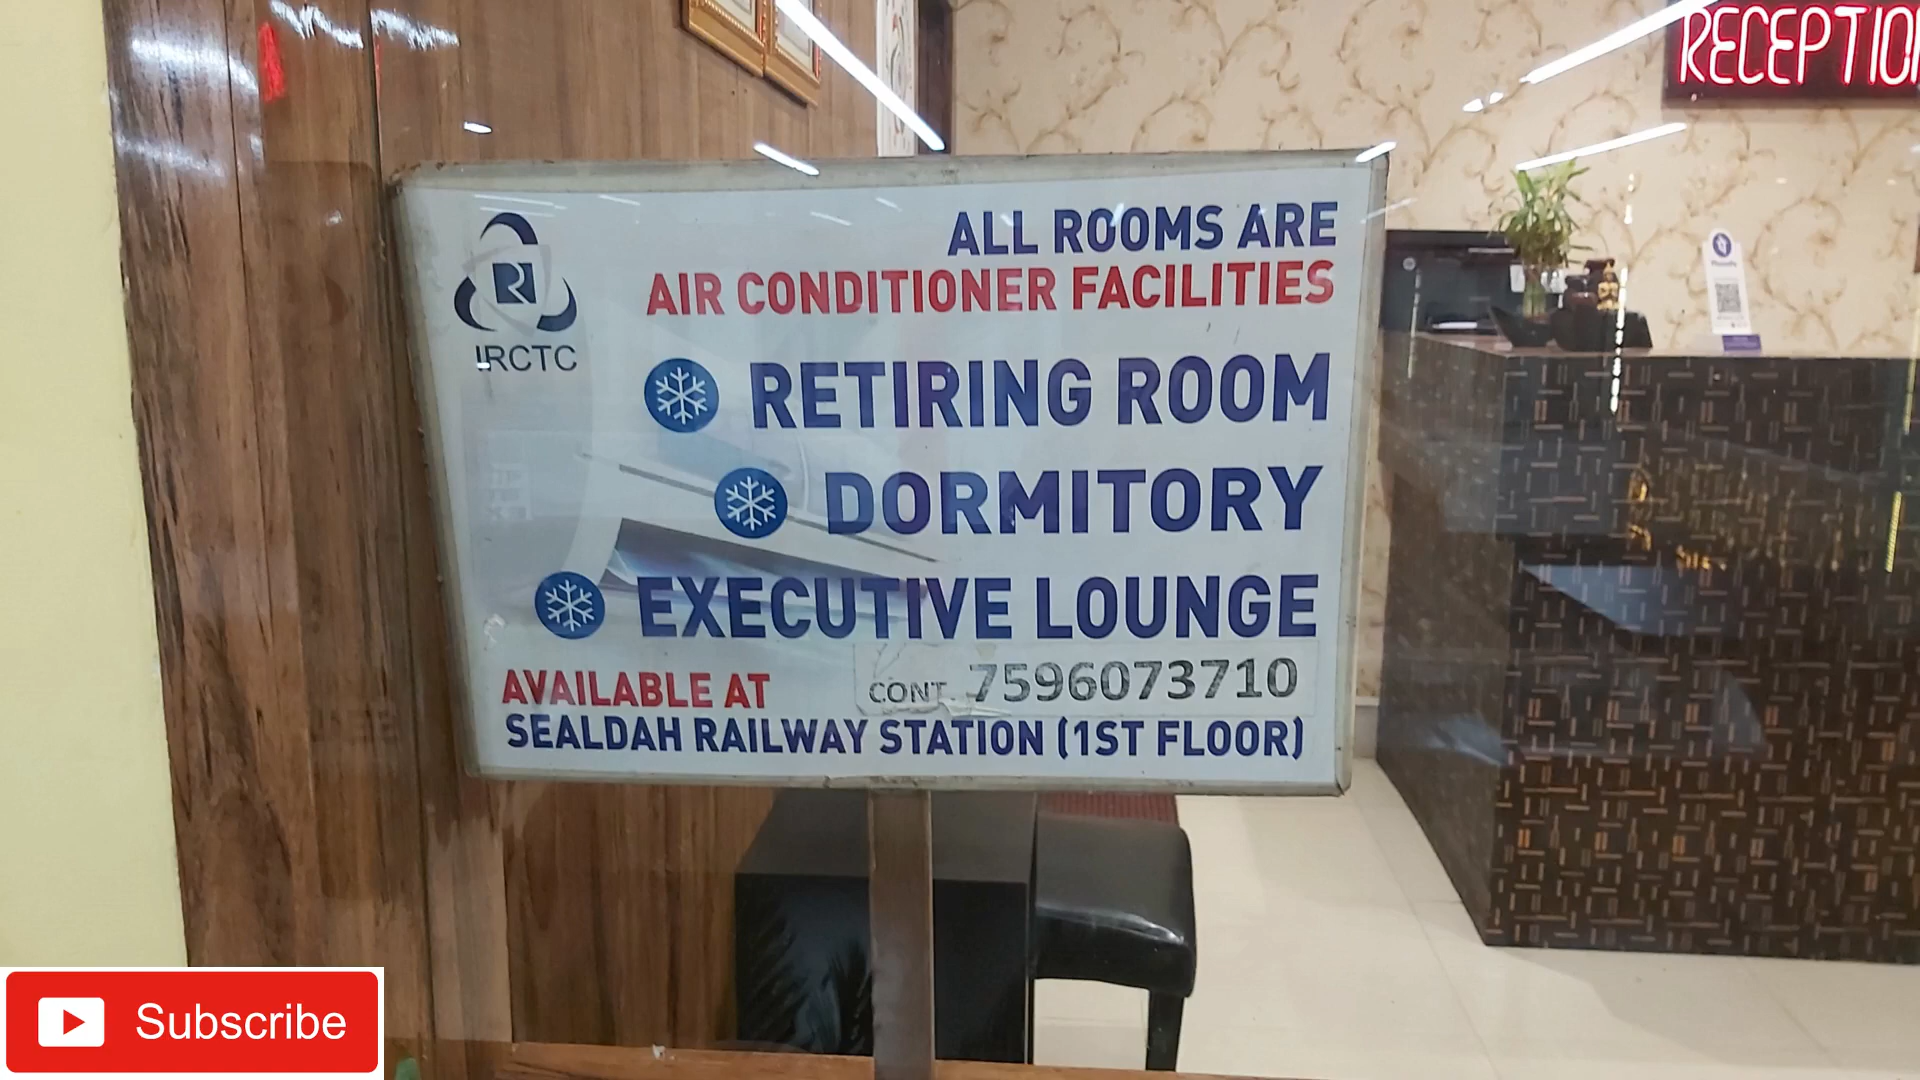 RECEPTIO
ALL ROOMS ARE
AIR CONDITIONER FACILITIES
IRCTC
RETIRING ROOM
DORMITORY
EXECUTIVE LOUNGE
AVAILABLE AT
CONT. 7596073710
SEALDAH RAILWAY STATION (1ST FLOOR)
Subscribe